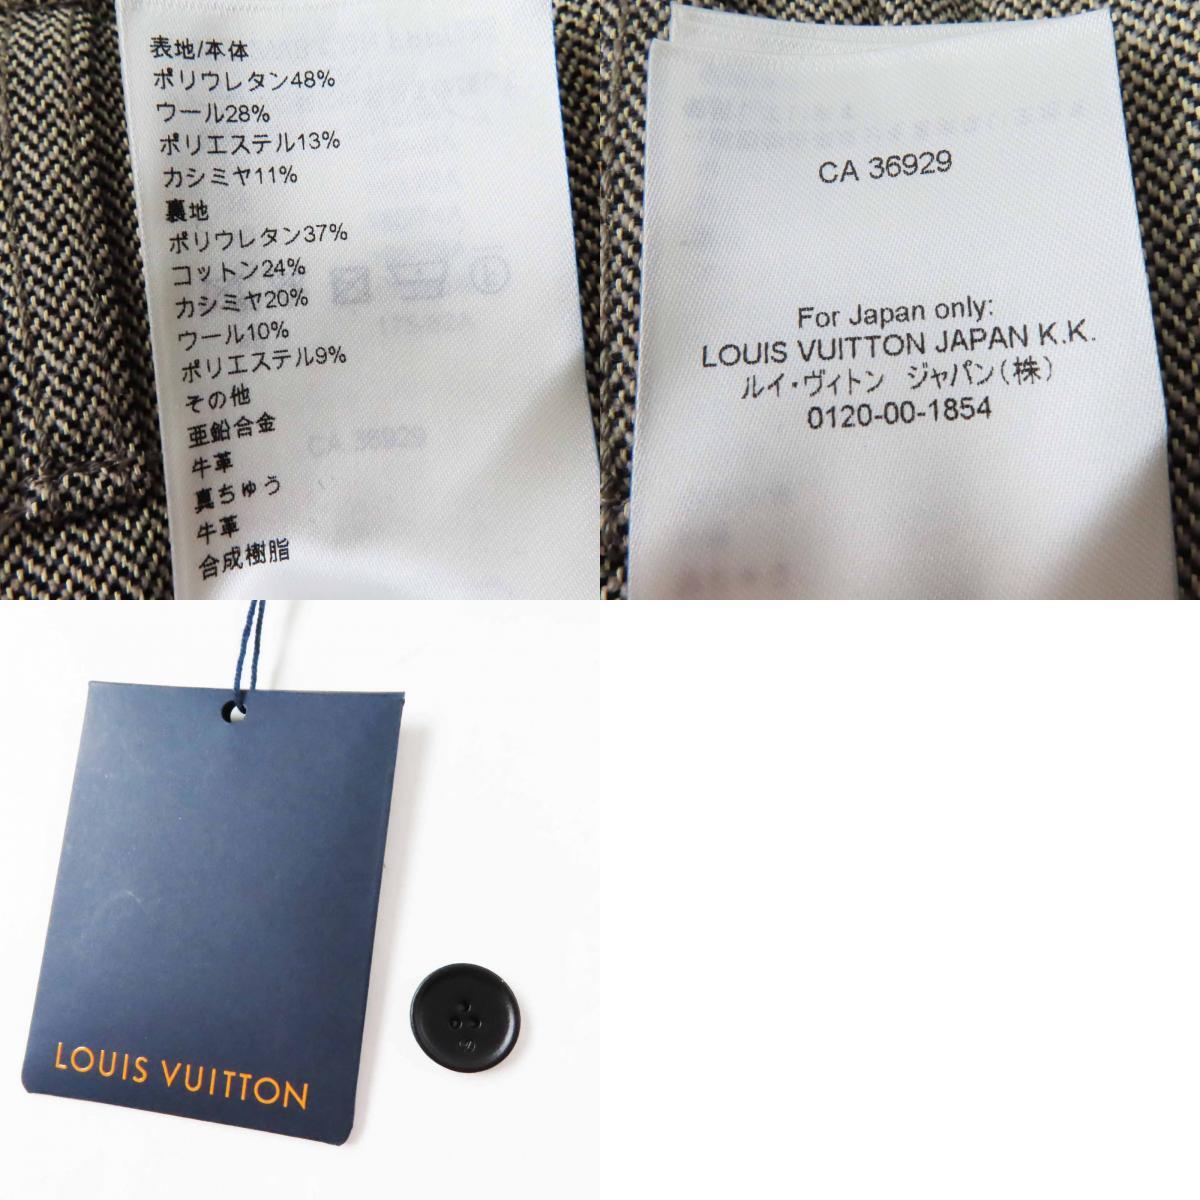 表地/本体
ポリウレタン48%
ウール28%
ポリエステル13%
カシミヤ11%
裏地
ポリウレタン37%
コットン24%
カシミヤ20%
ウール10%
ポリエステル9%
その他
亜鉛合金
牛革
真ちゅう
牛革
合成樹脂
CA 36929
CA 36929
For Japan only:
LOUIS VUITTON JAPAN K.K.
ルイ・ヴィトン ジャパン(株)
0120-00-1854
LOUIS VUITTON